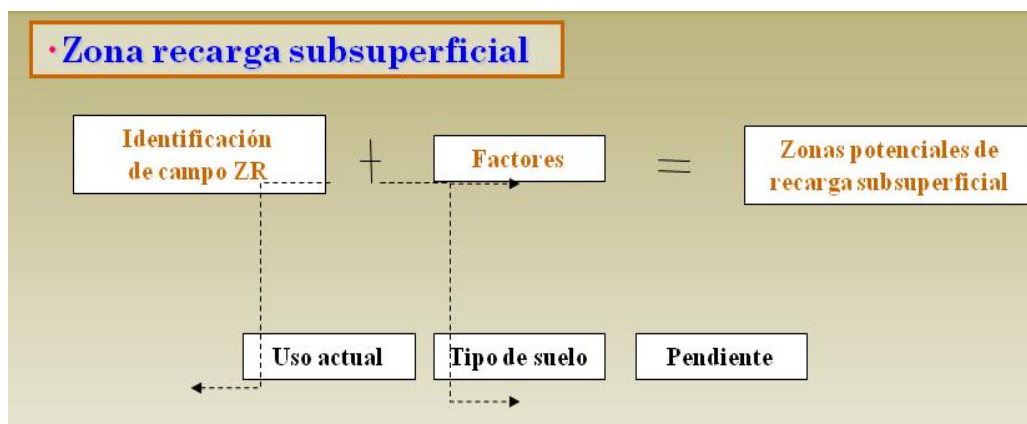 ·Zona recarga subsuperficial
Identificación
de campo ZR
+
Factores
=
Zonas potenciales de
recarga subsuperficial
Uso actual
Tipo de suelo
Pendiente